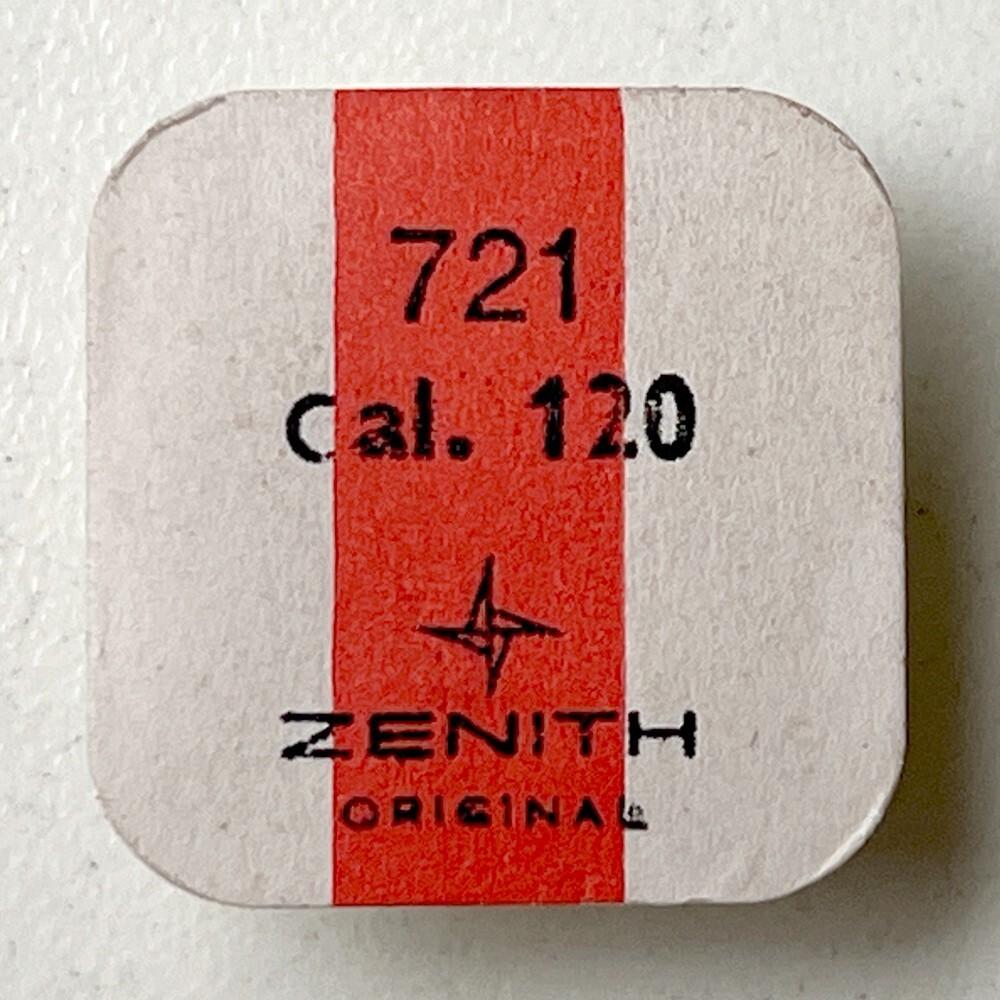 721
cal. 120
ZENITH
ORIGINAL